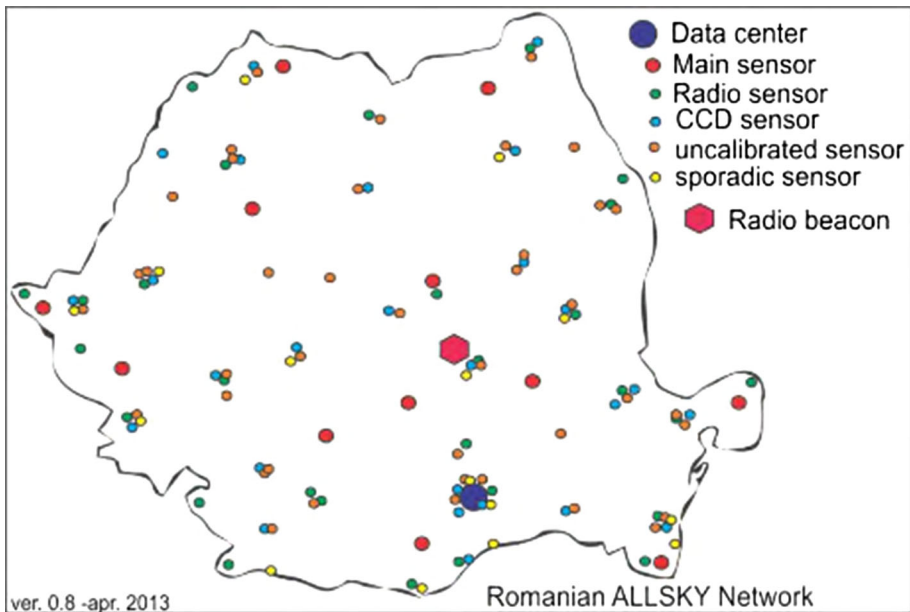 Data center
Main sensor
Radio sensor
CCD sensor
uncalibrated sensor
sporadic sensor
Radio beacon
ver. 0.8 -apr. 2013
Romanian ALLSKY Network